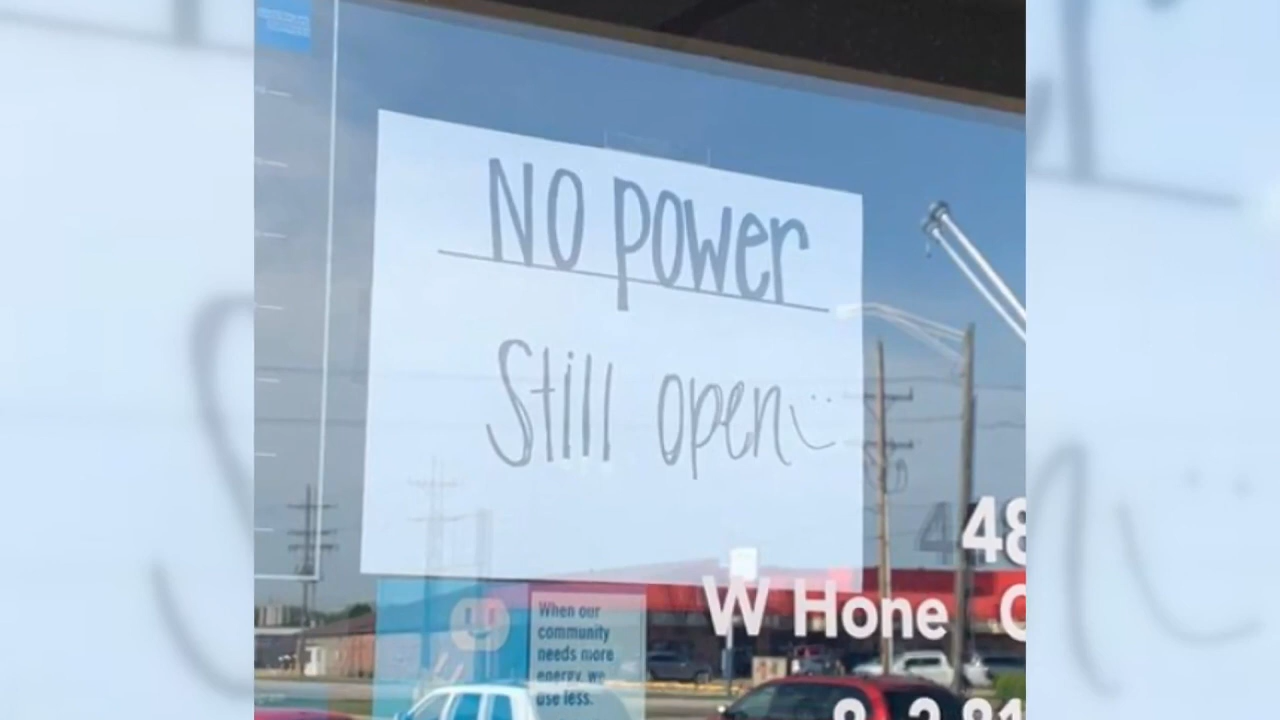 No power
Still open
48
W Hone
When our
community
needs more
energy, we
use less.